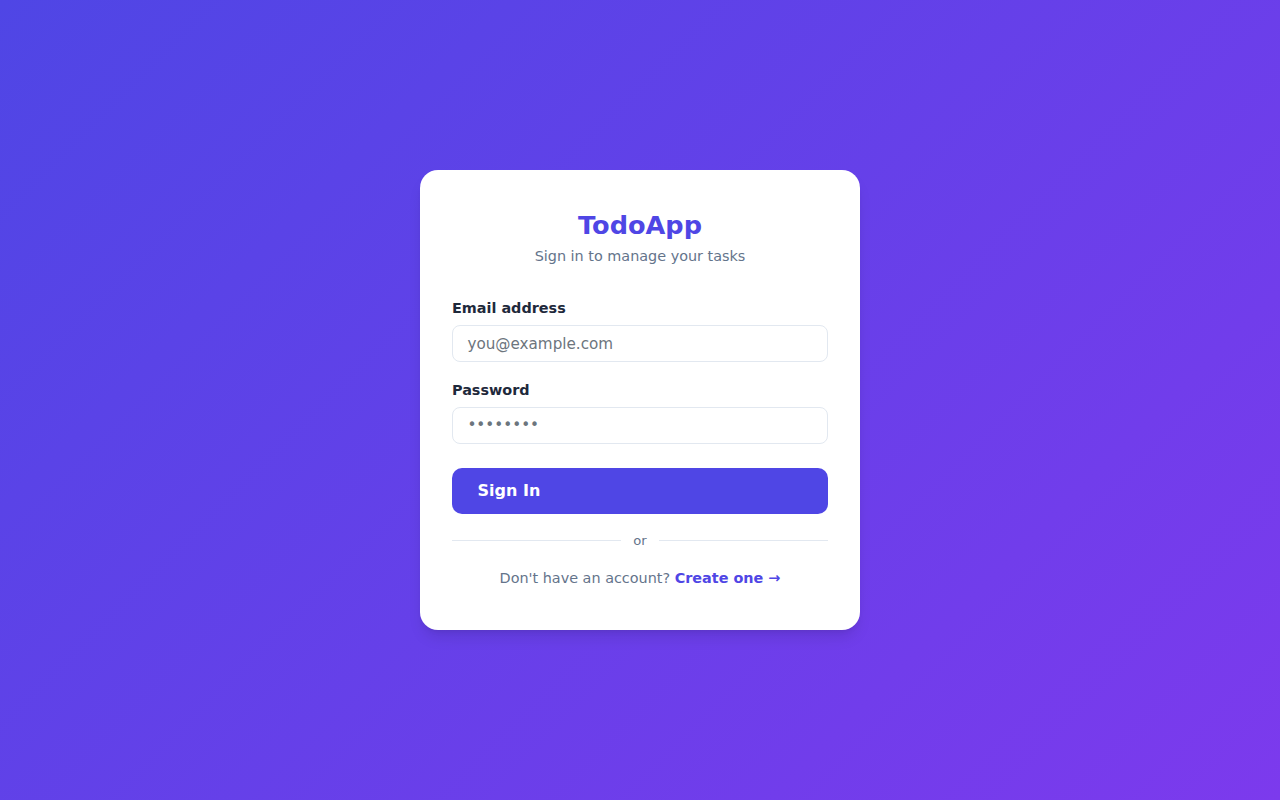 TodoApp
Sign in to manage your tasks
Email address
you@example.com
Password
••••••••
Sign In
or
Don't have an account? Create one →